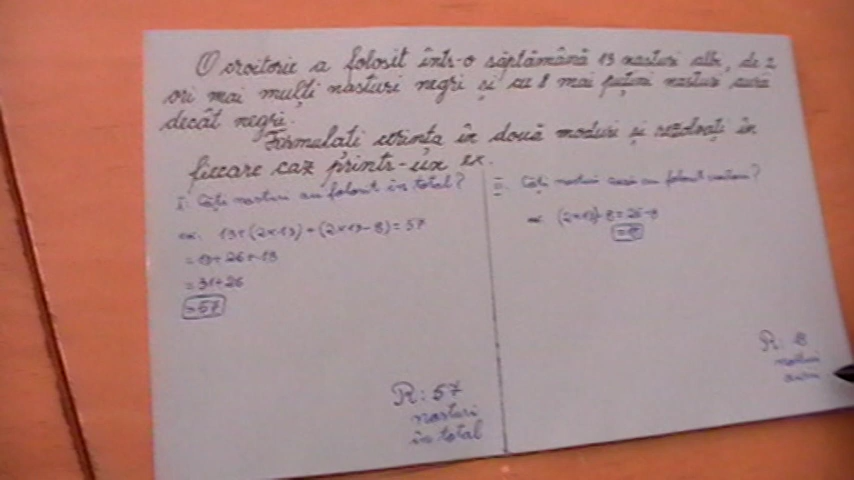 O croitorie a folosit într-o săptămână 13 nasturi albi, de 2
ori mai mulți nasturi negri și cu 8 mai puțini nasturi aurii
decât negri.
Formulați cerința în două moduri și rezolvați în
fiecare caz printr-un ex.
I. Câți nasturi au folosit în total?
ex: 13+(2×13)+(2×13-8)=57
=13+26+18
=31+26
=57
R: 57
nasturi
în total
II. Câți nasturi aurii au folosit
ex: (2×13)-8=26-8
=18
R: 18
nasturi
aurii